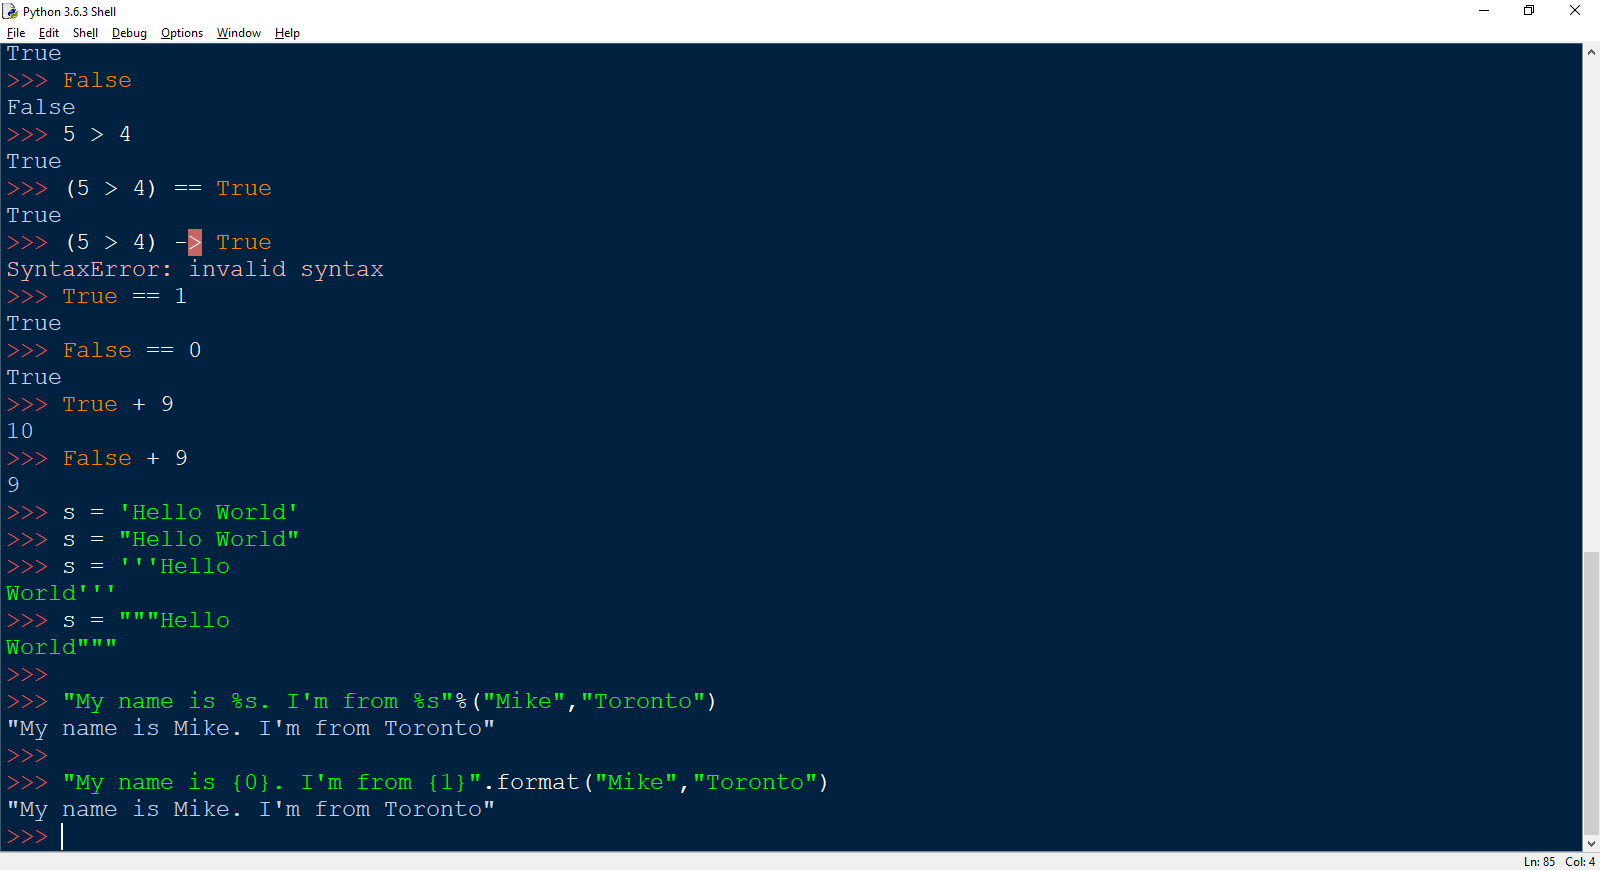 Python 3.6.3 Shell
File Edit Shell Debug Options Window Help
True
>>> False
False
>>> 5 > 4
True
>>> (5 > 4) == True
True
>>> (5 > 4) -> True
SyntaxError: invalid syntax
>>> True == 1
True
>>> False == 0
True
>>> True + 9
10
>>> False + 9
9
>>> s = 'Hello World'
>>> s = "Hello World"
>>> s = '''Hello
World'''
>>> s = """Hello
World"""
>>>
>>> "My name is %s. I'm from %s"%("Mike","Toronto")
"My name is Mike. I'm from Toronto"
>>>
>>> "My name is {0}. I'm from {1}".format("Mike","Toronto")
"My name is Mike. I'm from Toronto"
>>>
Ln: 85 Col: 4